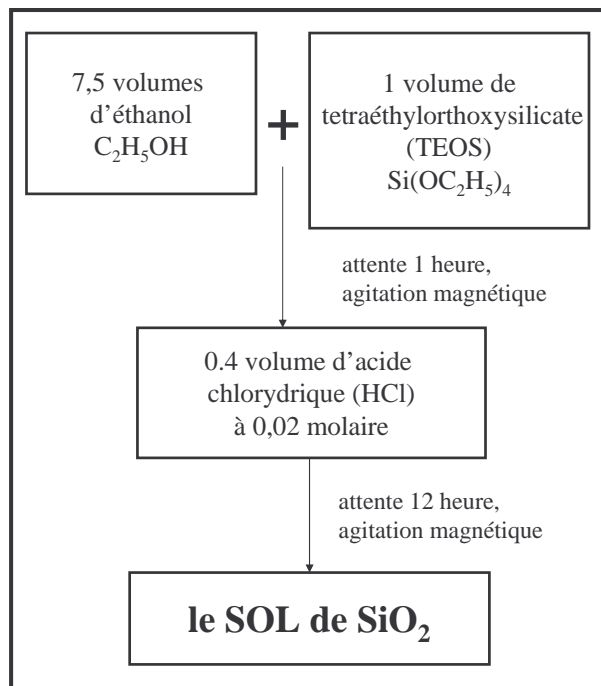 7,5 volumes
d'éthanol
C₂H₅OH
+
1 volume de
tetraéthylorthoxysilicate
(TEOS)
Si(OC₂H₅)₄
attente 1 heure,
agitation magnétique
0.4 volume d'acide
chlorydrique (HCl)
à 0,02 molaire
attente 12 heure,
agitation magnétique
le SOL de SiO₂